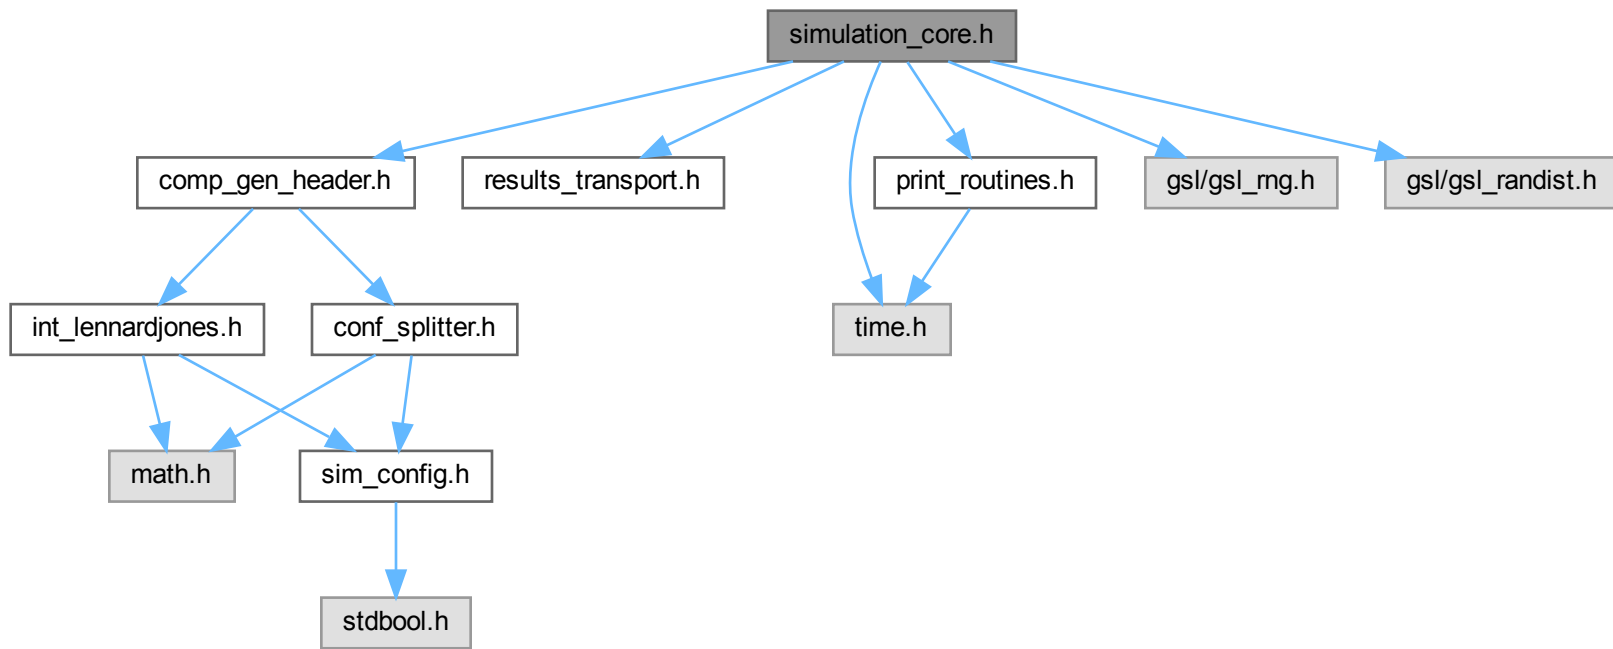 simulation_core.h
comp_gen_header.h
results_transport.h
print_routines.h
gsl/gsl_rng.h
gsl/gsl_randist.h
int_lennardjones.h
conf_splitter.h
time.h
math.h
sim_config.h
stdbool.h